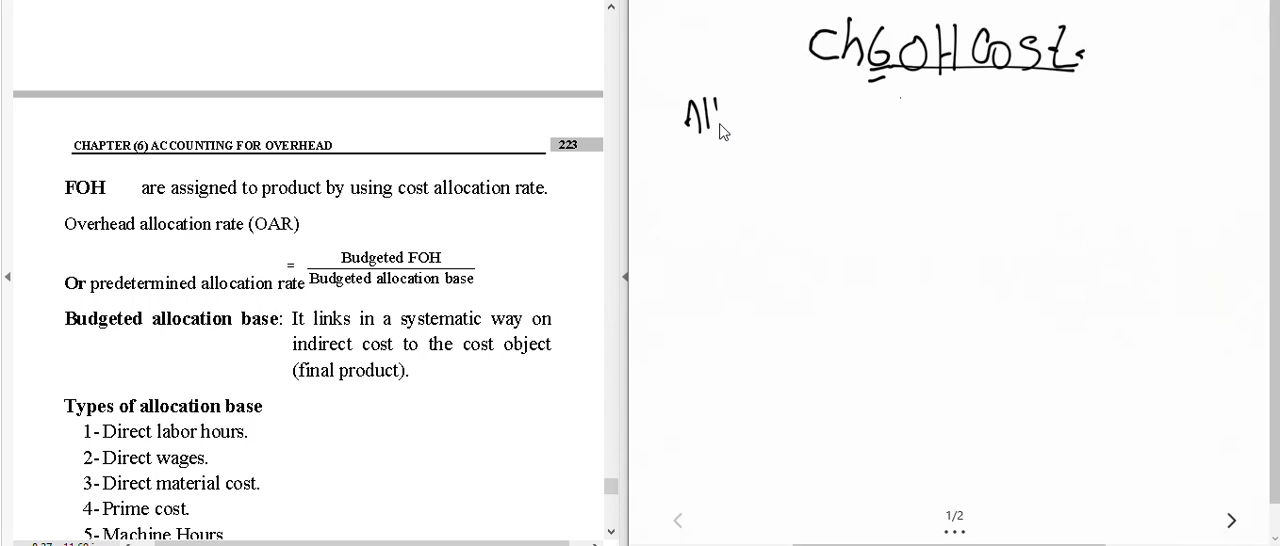 CHAPTER (6) ACCOUNTING FOR OVERHEAD 223
FOH are assigned to product by using cost allocation rate.
Overhead allocation rate (OAR)
= Budgeted FOH
Or predetermined allocation rate Budgeted allocation base
Budgeted allocation base: It links in a systematic way on
indirect cost to the cost object
(final product).
Types of allocation base
1- Direct labor hours.
2- Direct wages.
3- Direct material cost.
4- Prime cost.
5- Machine Hours
Ch6 OH Cost.
All
1/2